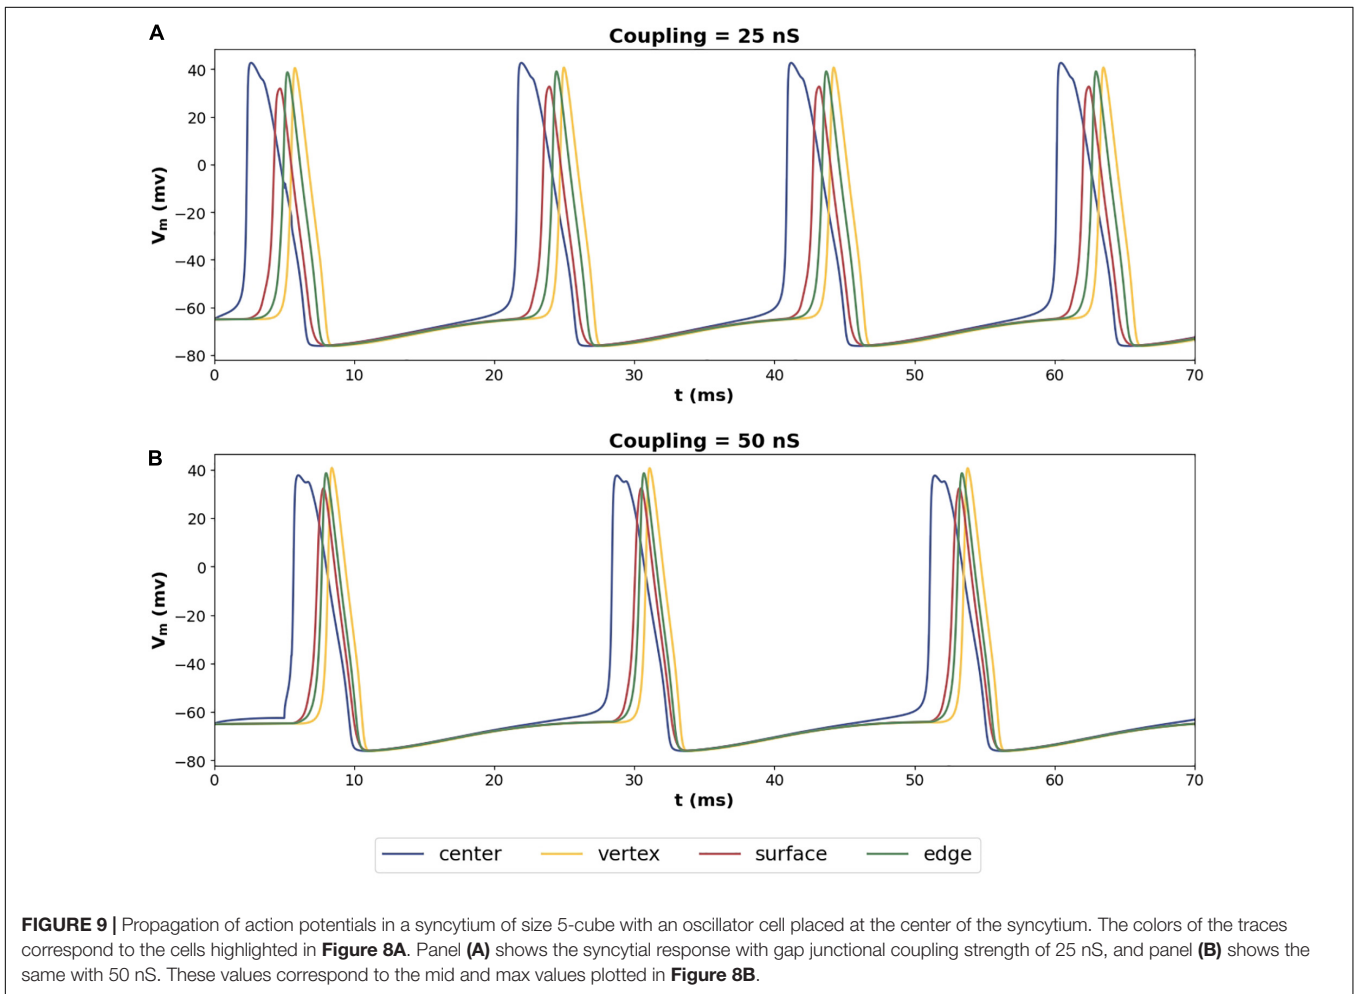 A
Coupling = 25 nS
Vm (mv)
40
20
0
−20
−40
−60
−80
0 10 20 30 40 50 60 70
t (ms)
B
Coupling = 50 nS
Vm (mv)
40
20
0
−20
−40
−60
−80
0 10 20 30 40 50 60 70
t (ms)
center vertex surface edge
FIGURE 9 | Propagation of action potentials in a syncytium of size 5-cube with an oscillator cell placed at the center of the syncytium. The colors of the traces
correspond to the cells highlighted in Figure 8A. Panel (A) shows the syncytial response with gap junctional coupling strength of 25 nS, and panel (B) shows the
same with 50 nS. These values correspond to the mid and max values plotted in Figure 8B.